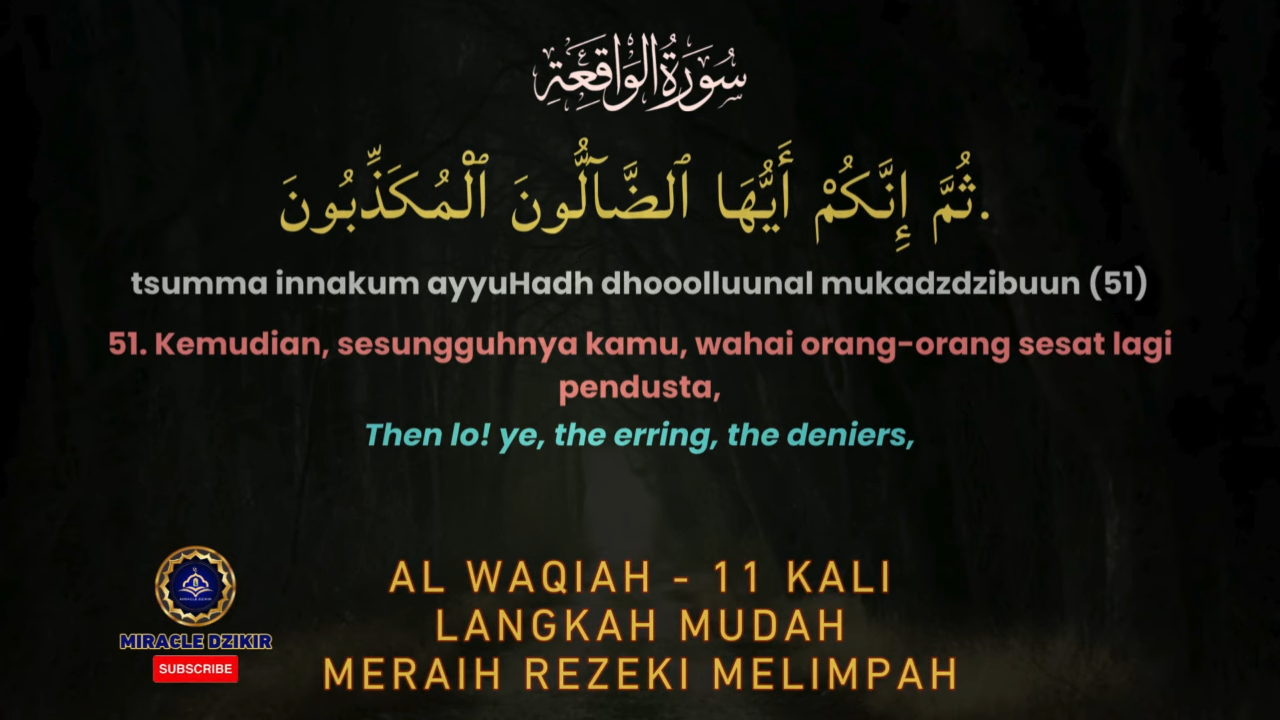 سُورَةُ الوَاقِعَةِ
ثُمَّ إِنَّكُمْ أَيُّهَا ٱلضَّآلُّونَ ٱلْمُكَذِّبُونَ.
tsumma innakum ayyuHadh dhooolluunal mukadzdzibuun (51)
51. Kemudian, sesungguhnya kamu, wahai orang-orang sesat lagi
pendusta,
Then lo! ye, the erring, the deniers,
AL WAQIAH - 11 KALI
LANGKAH MUDAH
MERAIH REZEKI MELIMPAH
MIRACLE DZIKIR
MIRACLE DZIKIR
SUBSCRIBE